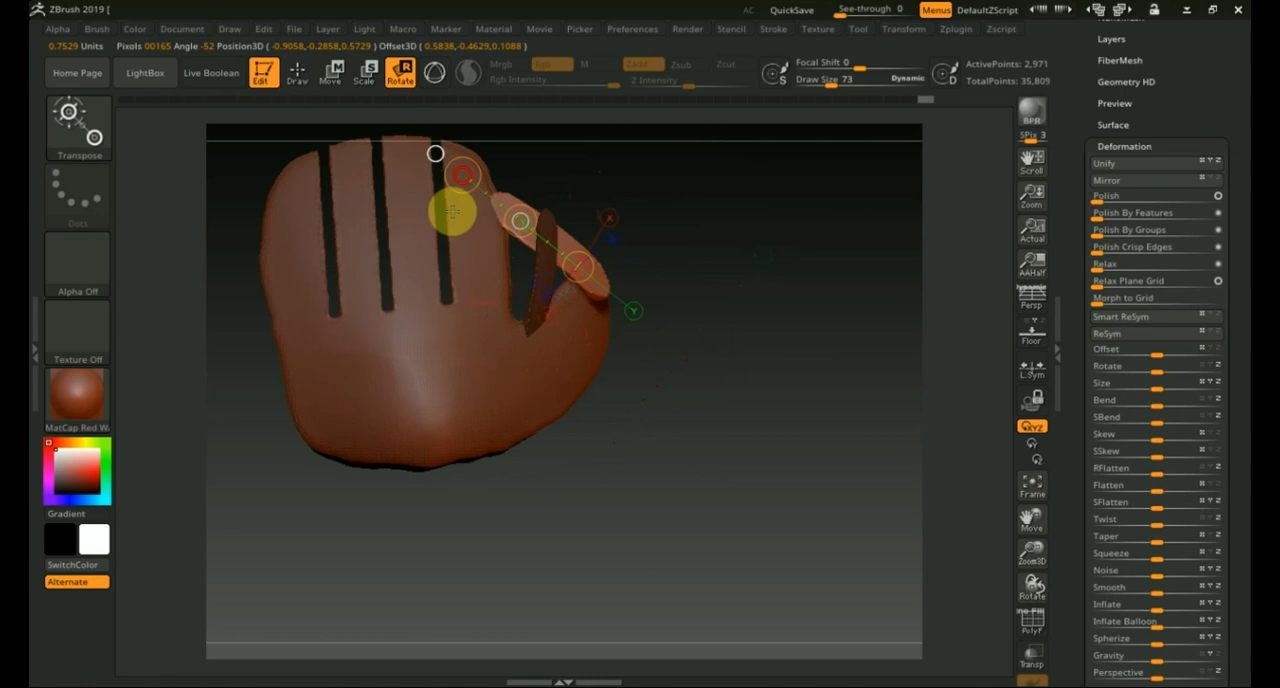 ZBrush 2019 [
AC QuickSave See-through 0 Menus DefaultZScript
Alpha Brush Color Document Draw Edit File Layer Light Macro Marker Material Movie Picker Preferences Render Stencil Stroke Texture Tool Transform Zplugin Zscript
0.7529 Units Pixols 00165 Angle -52 Position3D ( -0.9058,-0.2858,0.5729 ) Offset3D ( 0.5838,-0.4629,0.1088 )
Home Page LightBox Live Boolean Edit Draw Move Scale Rotate
Mrgb Rgb M Zadd Zsub Zcut
Rgb Intensity Z Intensity
Focal Shift 0
Draw Size 73 Dynamic
ActivePoints: 2,971
TotalPoints: 35,809
Transpose
Dots
Alpha Off
Texture Off
MatCap Red Wa
Gradient
SwitchColor
Alternate
X
Y
BPR
SPix 3
Scroll
Zoom
Actual
AAHalf
Dynamic
Persp
Floor
L.Sym
XYZ
Frame
Move
Zoom3D
Rotate
Line Fill
PolyF
Transp
Layers
FiberMesh
Geometry HD
Preview
Surface
Deformation
Unify
Mirror
Polish
Polish By Features
Polish By Groups
Polish Crisp Edges
Relax
Relax Plane Grid
Morph to Grid
Smart ReSym
ReSym
Offset
Rotate
Size
Bend
SBend
Skew
SSkew
RFlatten
Flatten
SFlatten
Twist
Taper
Squeeze
Noise
Smooth
Inflate
Inflate Balloon
Spherize
Gravity
Perspective